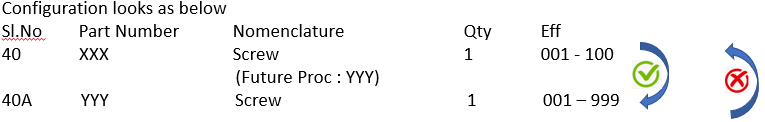 Configuration looks as below
Sl.No Part Number Nomenclature Qty Eff
40 XXX Screw 1 001 - 100
(Future Proc : YYY)
40A YYY Screw 1 001 – 999